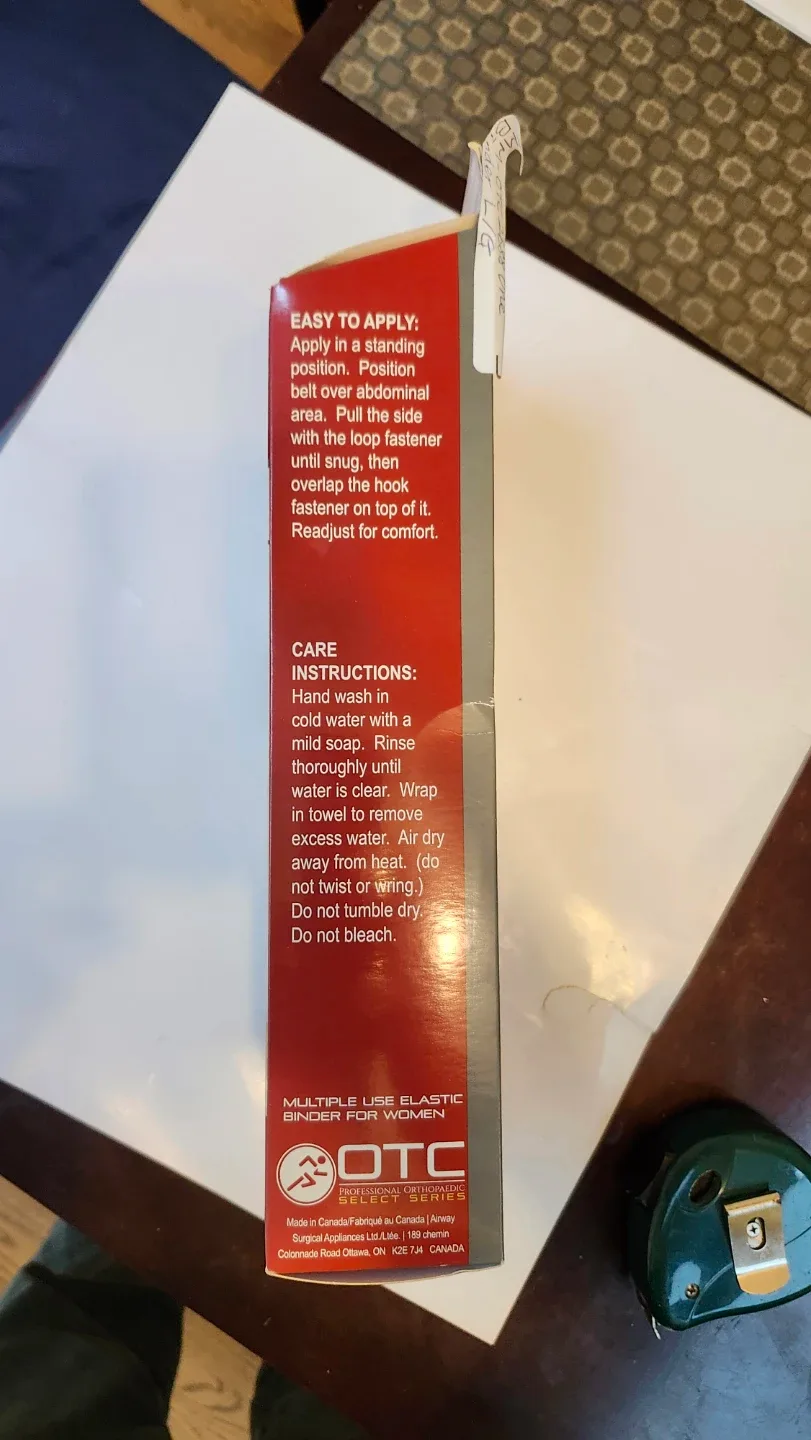 Binder L/G
EASY TO APPLY:
Apply in a standing
position. Position
belt over abdominal
area. Pull the side
with the loop fastener
until snug, then
overlap the hook
fastener on top of it.
Readjust for comfort.
CARE
INSTRUCTIONS:
Hand wash in
cold water with a
mild soap. Rinse
thoroughly until
water is clear. Wrap
in towel to remove
excess water. Air dry
away from heat. (do
not twist or wring.)
Do not tumble dry.
Do not bleach.
MULTIPLE USE ELASTIC
BINDER FOR WOMEN
OTC
PROFESSIONAL ORTHOPAEDIC
SELECT SERIES
Made in Canada/Fabriqué au Canada | Airway
Surgical Appliances Ltd./Ltée. | 189 chemin
Colonnade Road Ottawa, ON K2E 7J4 CANADA